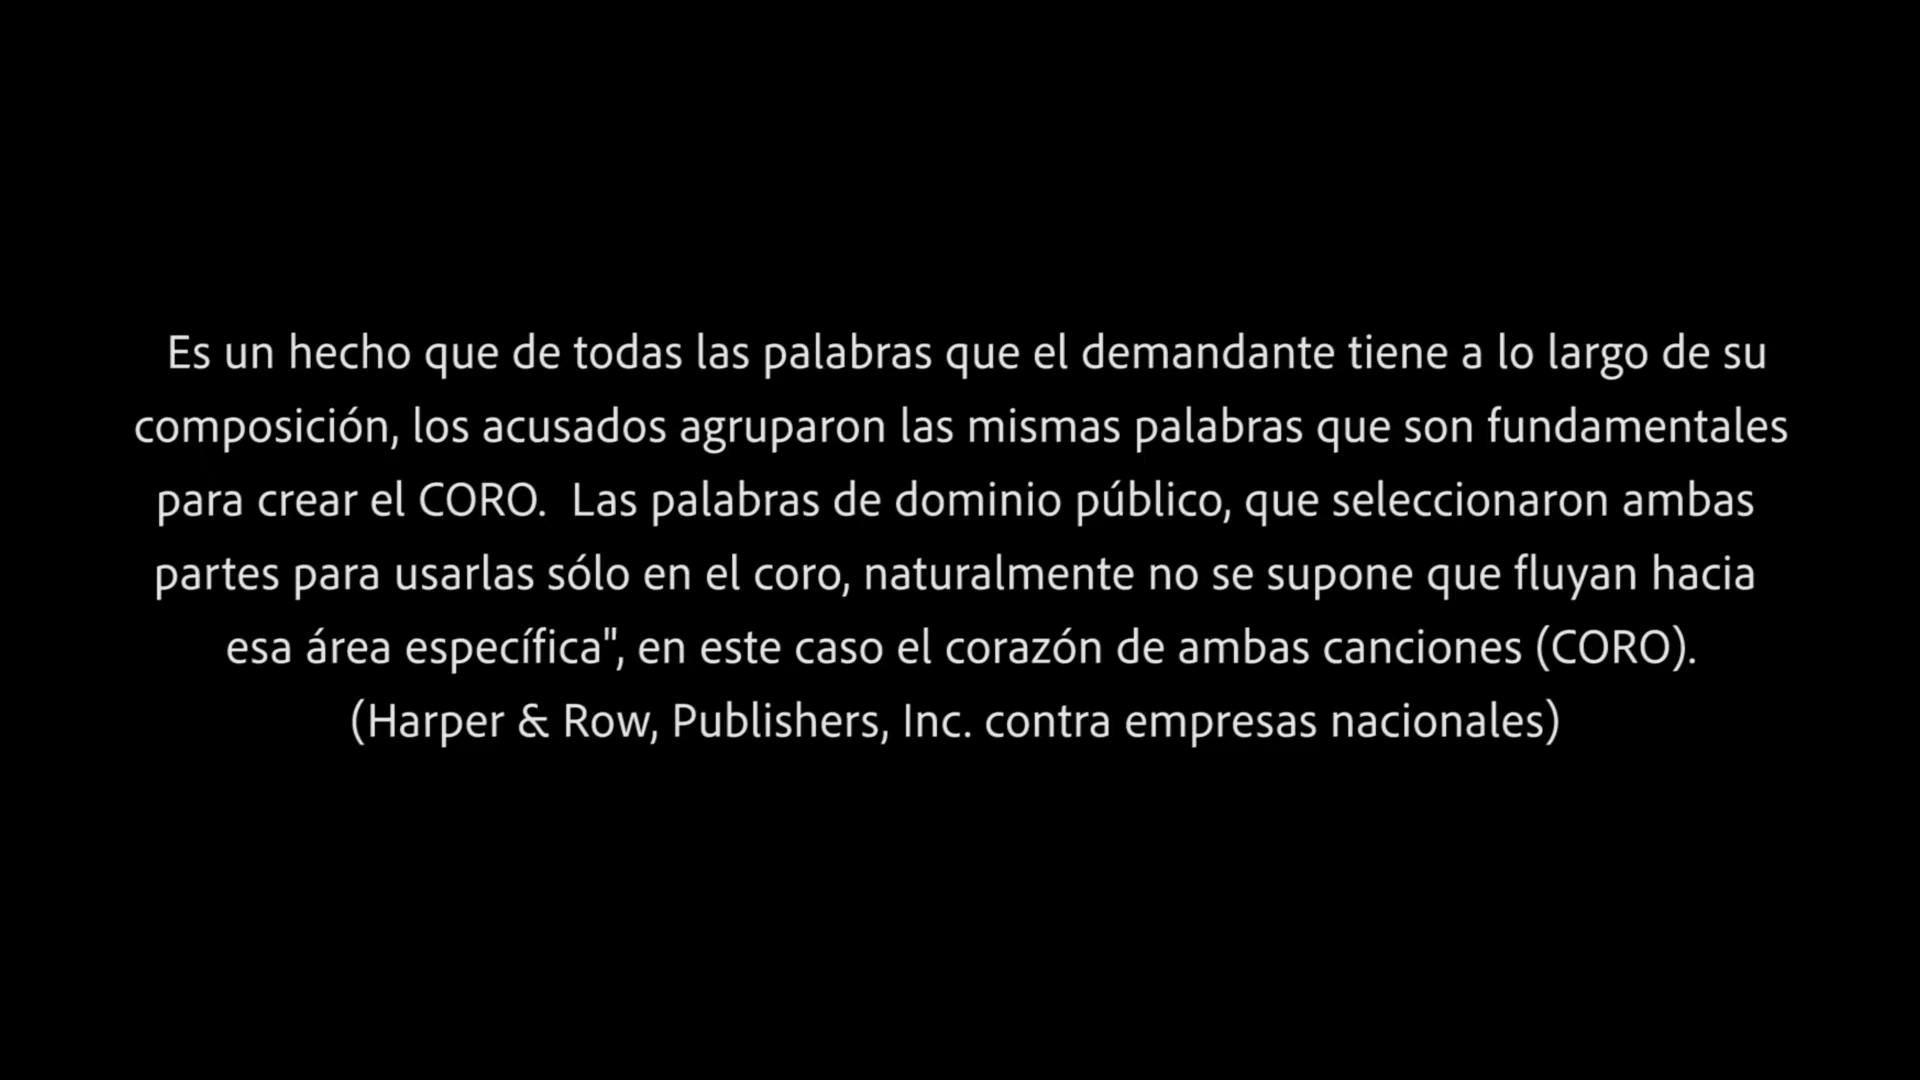 Es un hecho que de todas las palabras que el demandante tiene a lo largo de su
composición, los acusados agruparon las mismas palabras que son fundamentales
para crear el CORO.  Las palabras de dominio público, que seleccionaron ambas
partes para usarlas sólo en el coro, naturalmente no se supone que fluyan hacia
esa área específica", en este caso el corazón de ambas canciones (CORO).
(Harper & Row, Publishers, Inc. contra empresas nacionales)